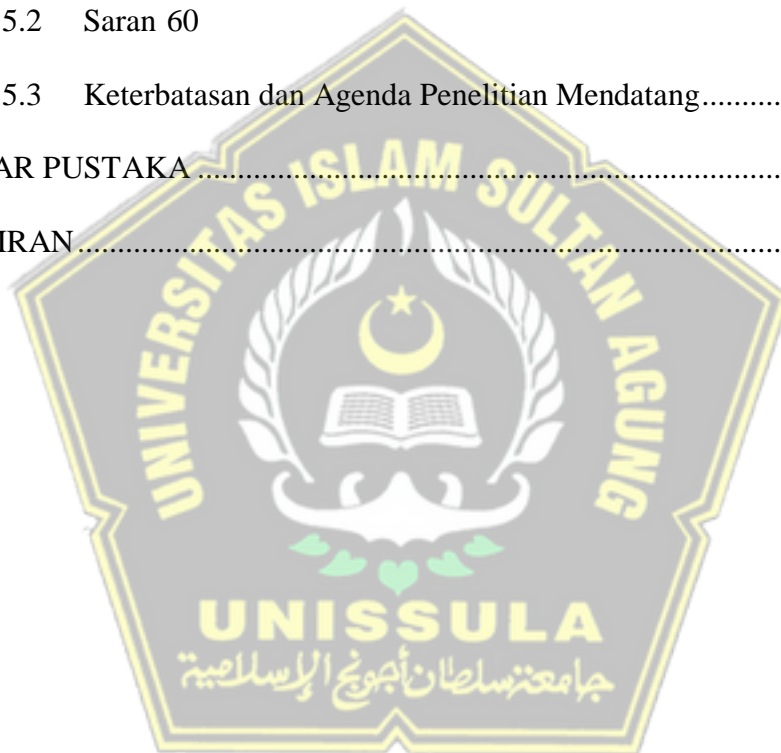 5.2 Saran 60
5.3 Keterbatasan dan Agenda Penelitian Mendatang..........
AR PUSTAKA ..........................................................................
IRAN..........................................................................................
UNIVERSITAS ISLAM SULTAN AGUNG
UNISSULA
جامعة سلطان أجونج الإسلامية